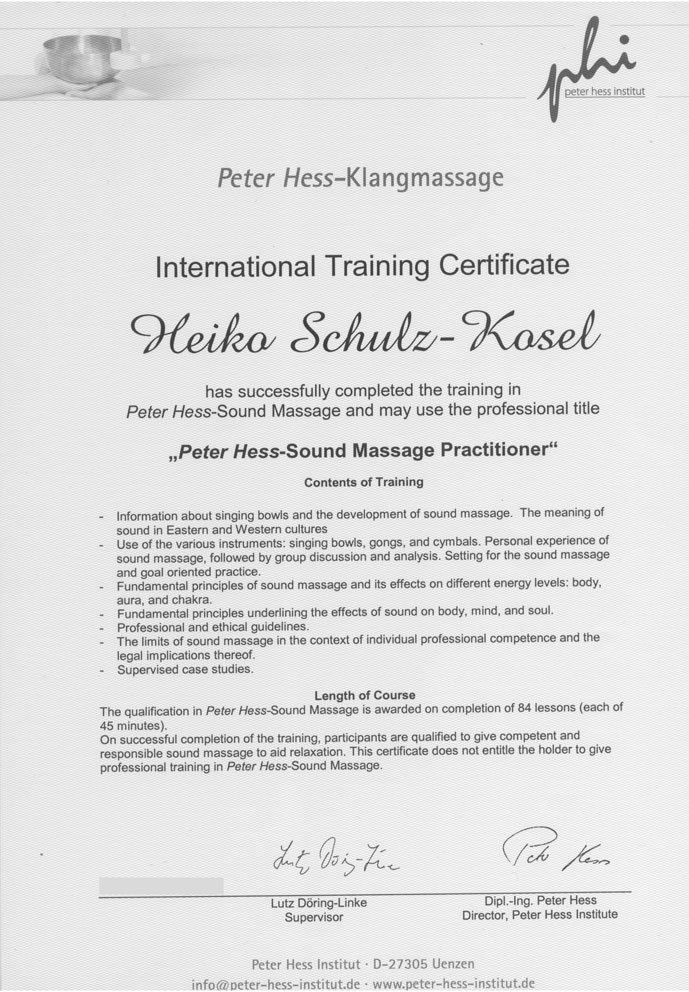 phi
peter hess institut
Peter Hess-Klangmassage
International Training Certificate
Heiko Schulz-Kosel
has successfully completed the training in
Peter Hess-Sound Massage and may use the professional title
„Peter Hess-Sound Massage Practitioner“
Contents of Training
- Information about singing bowls and the development of sound massage. The meaning of
sound in Eastern and Western cultures
- Use of the various instruments: singing bowls, gongs, and cymbals. Personal experience of
sound massage, followed by group discussion and analysis. Setting for the sound massage
and goal oriented practice.
- Fundamental principles of sound massage and its effects on different energy levels: body,
aura, and chakra.
- Fundamental principles underlining the effects of sound on body, mind, and soul.
- Professional and ethical guidelines.
- The limits of sound massage in the context of individual professional competence and the
legal implications thereof.
- Supervised case studies.
Length of Course
The qualification in Peter Hess-Sound Massage is awarded on completion of 84 lessons (each of
45 minutes).
On successful completion of the training, participants are qualified to give competent and
responsible sound massage to aid relaxation. This certificate does not entitle the holder to give
professional training in Peter Hess-Sound Massage.
Lutz Döring-Linke
Supervisor
Dipl.-Ing. Peter Hess
Director, Peter Hess Institute
Peter Hess Institut · D-27305 Uenzen
info@peter-hess-institut.de · www.peter-hess-institut.de